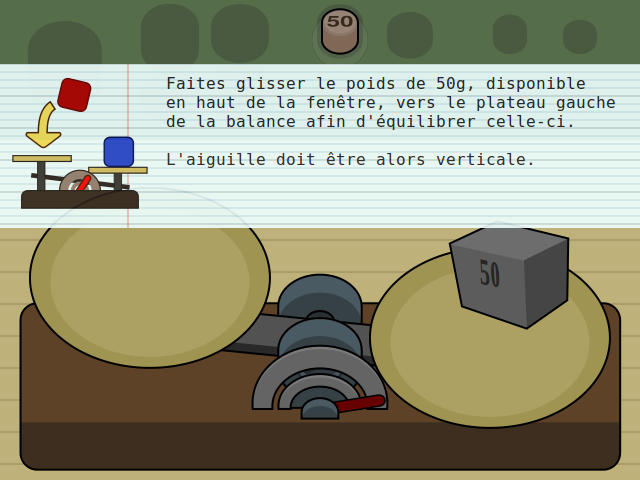 50
Faites glisser le poids de 50g, disponible
en haut de la fenêtre, vers le plateau gauche
de la balance afin d'équilibrer celle-ci.
L'aiguille doit être alors verticale.
50